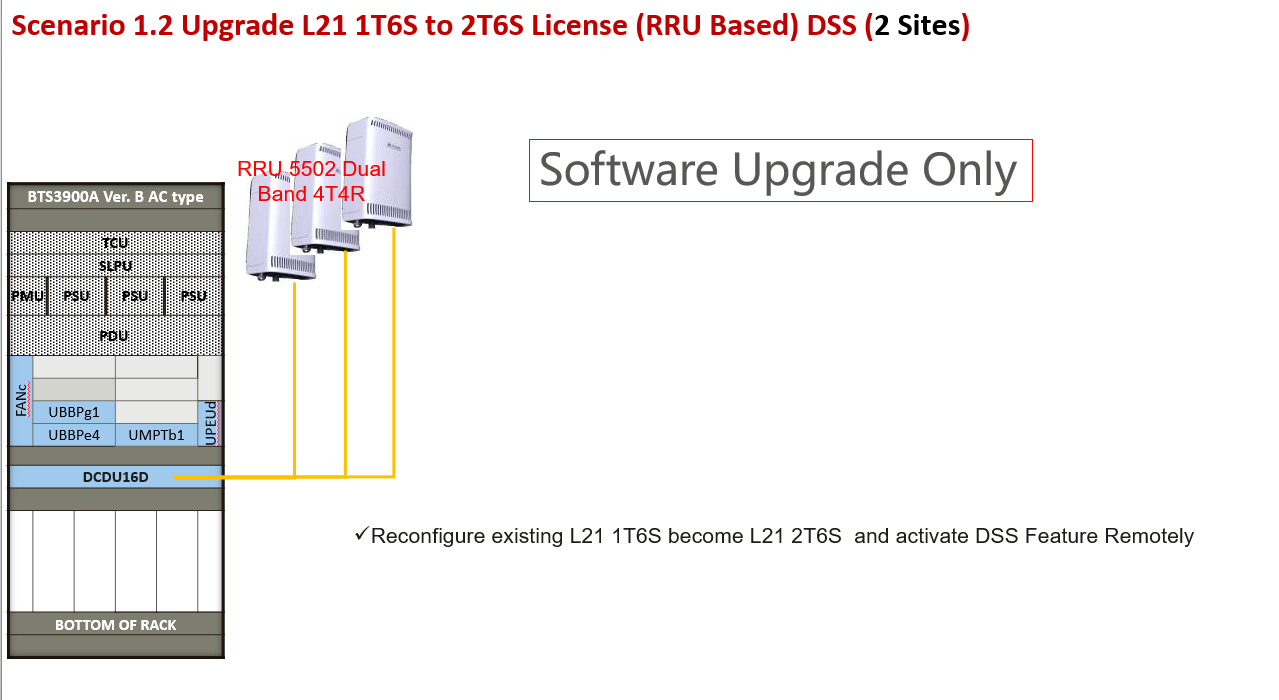 Scenario 1.2 Upgrade L21 1T6S to 2T6S License (RRU Based) DSS (2 Sites)
RRU 5502 Dual
Band 4T4R
Software Upgrade Only
BTS3900A Ver. B AC type
TCU
SLPU
PMU PSU PSU PSU
PDU
FANc
UBBPg1
UBBPe4 UMPTb1
UPEUd
DCDU16D
✓Reconfigure existing L21 1T6S become L21 2T6S  and activate DSS Feature Remotely
BOTTOM OF RACK